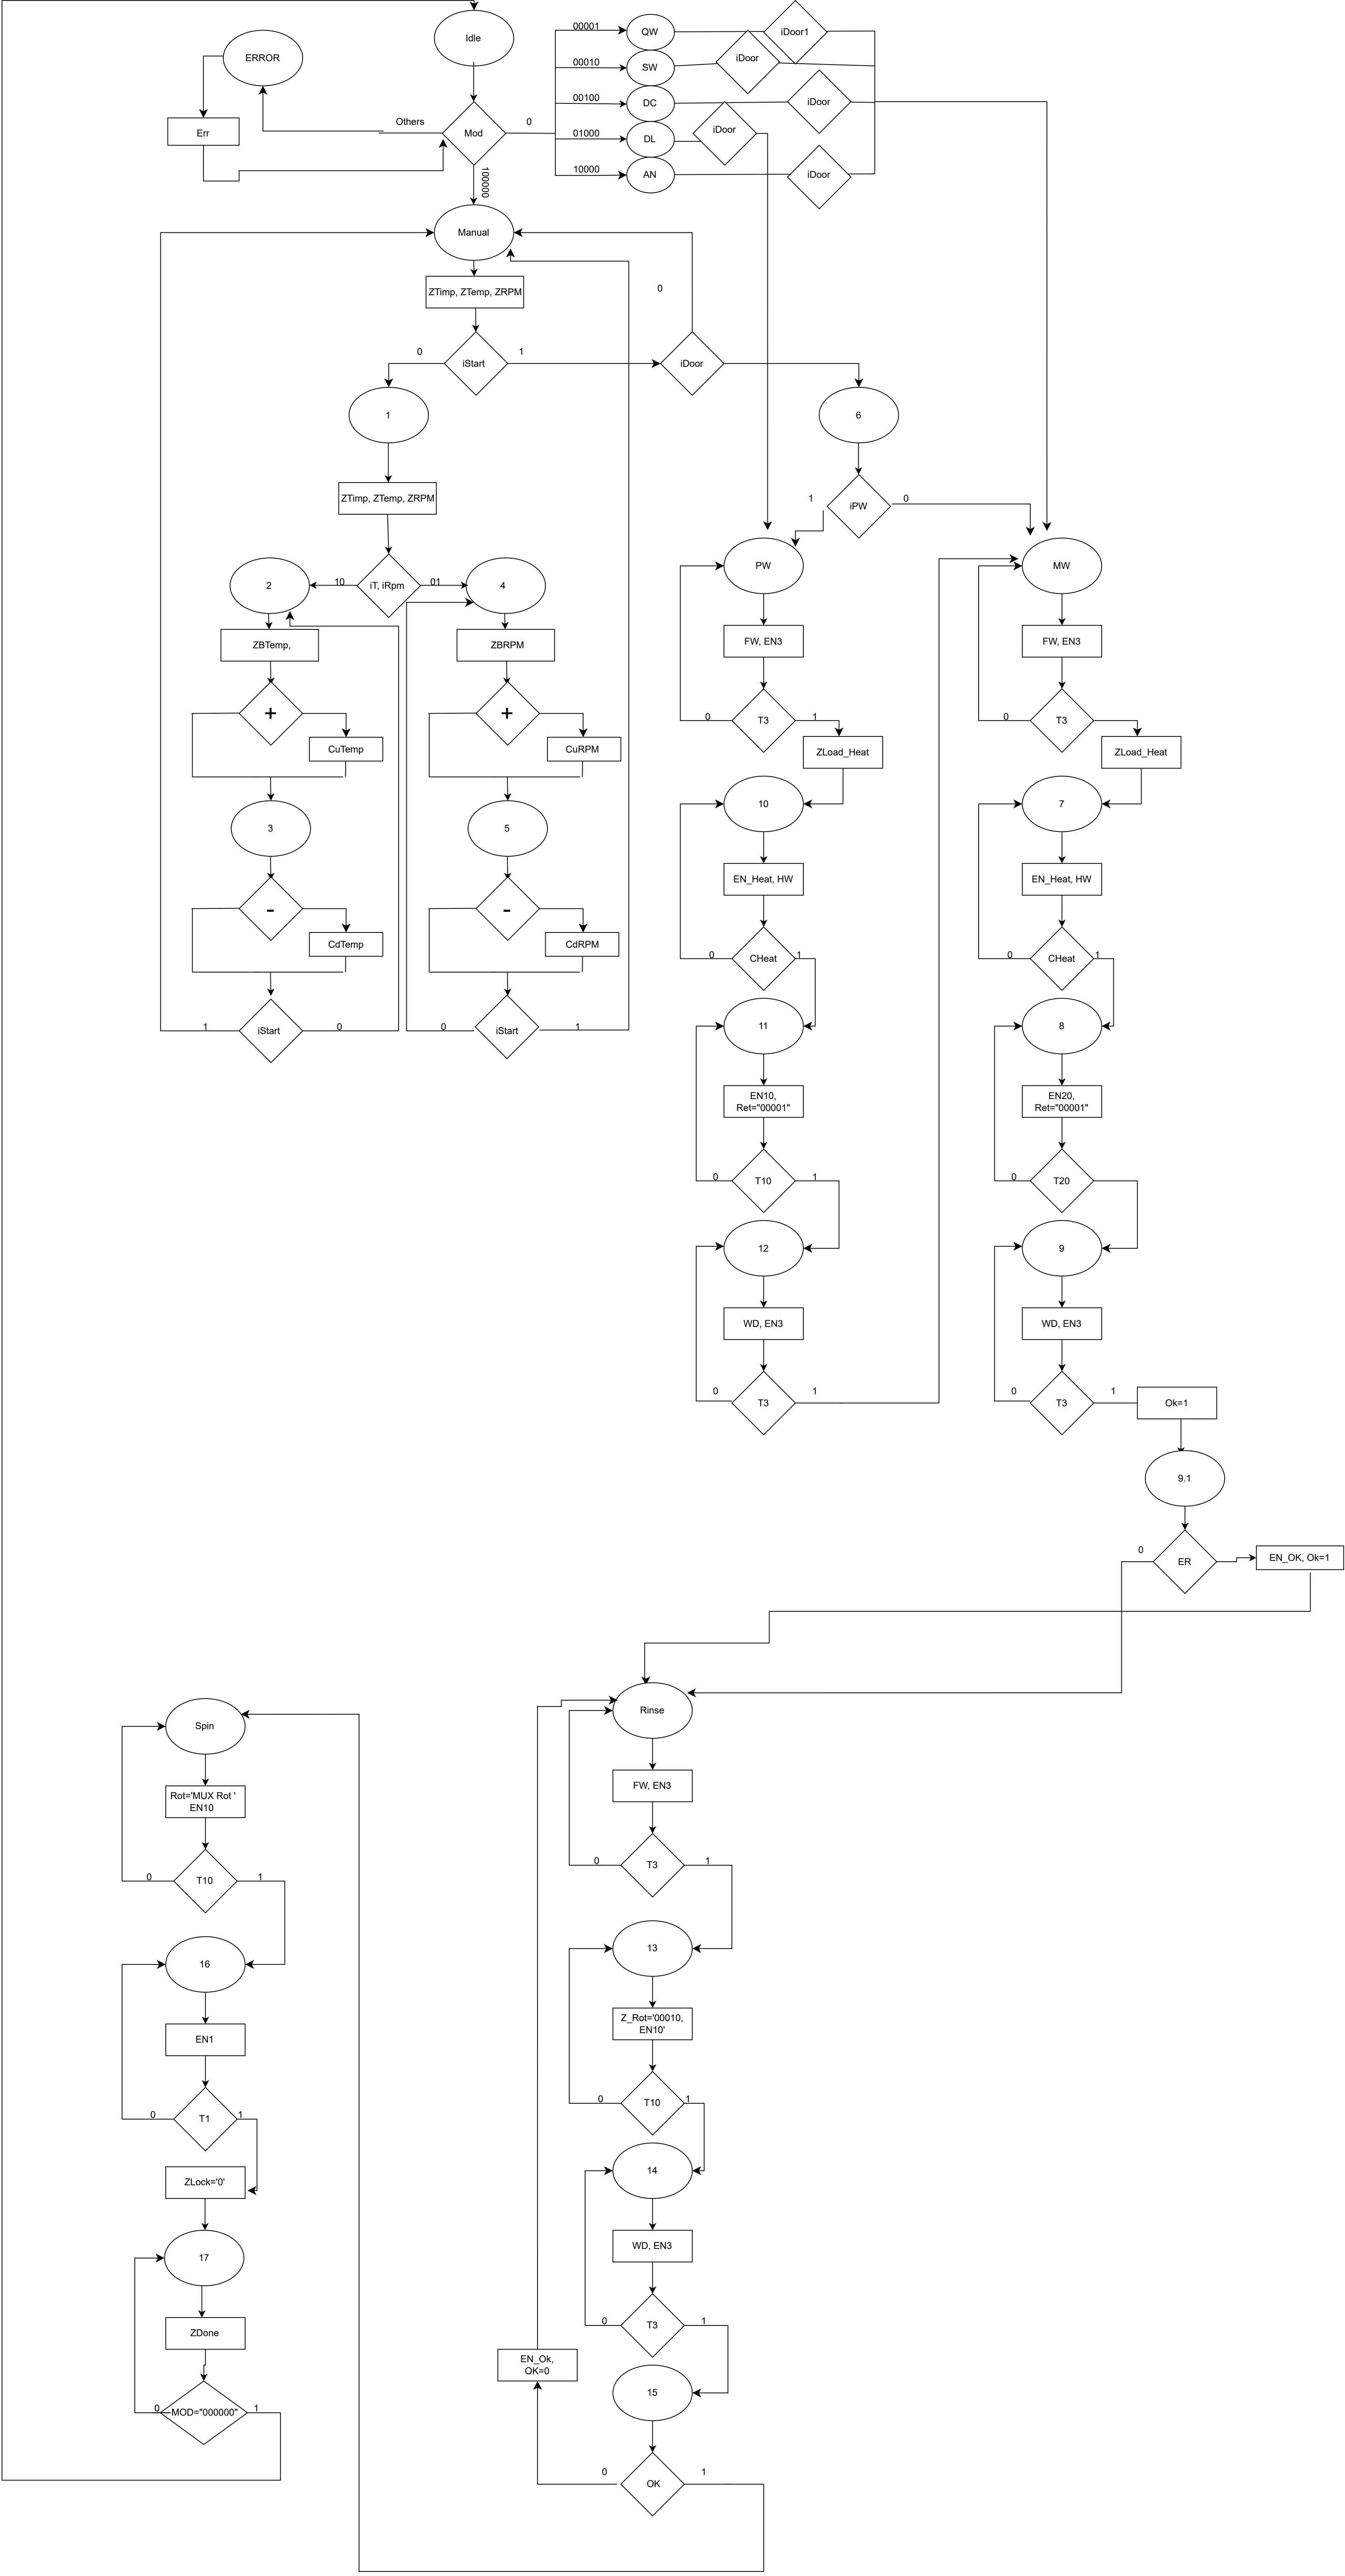 Idle
00001
QW
iDoor1
ERROR
00010
SW
iDoor
00100
DC
iDoor
Others
Mod
0
01000
DL
iDoor
Err
10000
AN
iDoor
100000
Manual
ZTimp, ZTemp, ZRPM
0
0
iStart
1
iDoor
1
6
ZTimp, ZTemp, ZRPM
1
iPW
0
2
10
iT, iRpm
01
4
PW
MW
ZBTemp,
ZBRPM
FW, EN3
FW, EN3
+
+
0
T3
1
0
T3
CuTemp
CuRPM
ZLoad_Heat
ZLoad_Heat
3
5
10
7
EN_Heat, HW
EN_Heat, HW
-
-
CdTemp
CdRPM
0
CHeat
1
0
CHeat
1
1
iStart
0
0
iStart
1
11
8
EN10,
Ret="00001"
EN20,
Ret="00001"
0
T10
1
0
T20
12
9
WD, EN3
WD, EN3
0
T3
1
0
T3
1
Ok=1
9.1
0
ER
EN_OK, Ok=1
Spin
Rinse
Rot='MUX Rot '
EN10
FW, EN3
0
T10
1
0
T3
1
16
13
EN1
Z_Rot='00010,
EN10'
0
T1
1
0
T10
1
ZLock='0'
14
17
WD, EN3
ZDone
0
T3
1
EN_Ok,
OK=0
15
0
MOD="000000"
1
0
OK
1